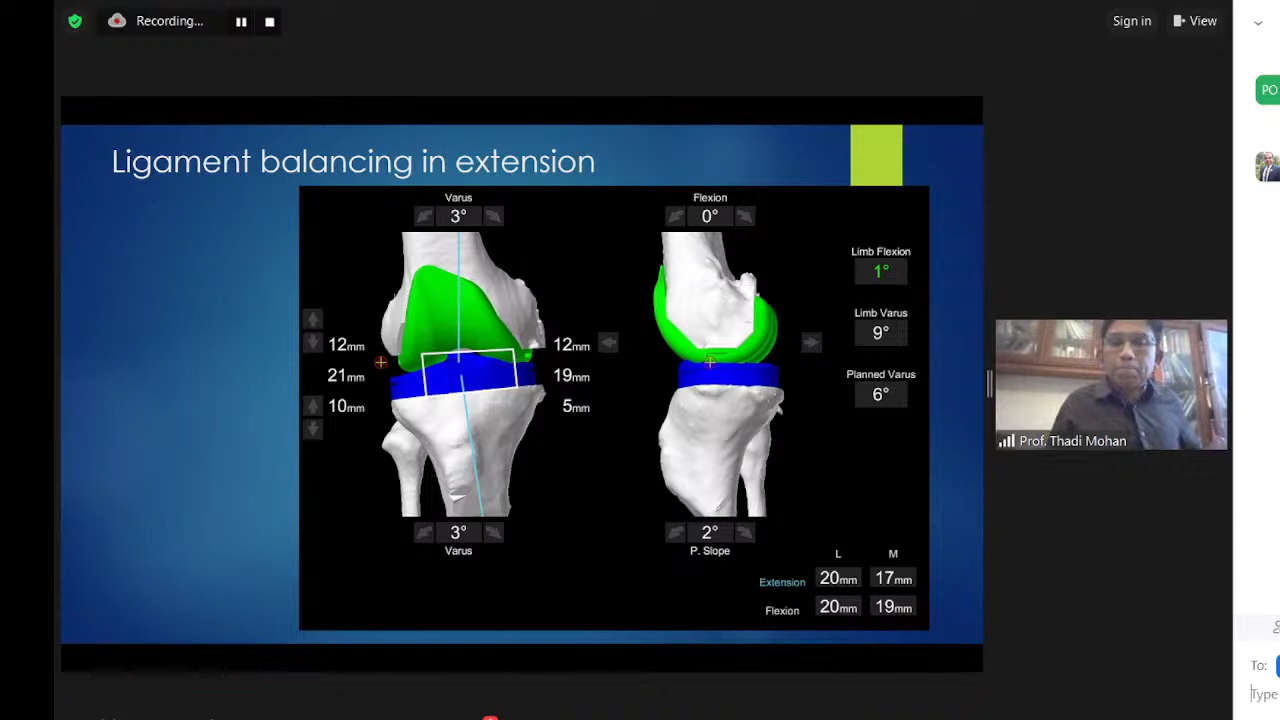 Recording...
Sign in
View
PO
Ligament balancing in extension
Varus
3°
Flexion
0°
Limb Flexion
1°
Limb Varus
9°
Planned Varus
6°
12mm
21mm
10mm
12mm
19mm
5mm
3°
Varus
2°
P. Slope
L M
Extension 20mm 17mm
Flexion 20mm 19mm
Prof. Thadi Mohan
To:
Type